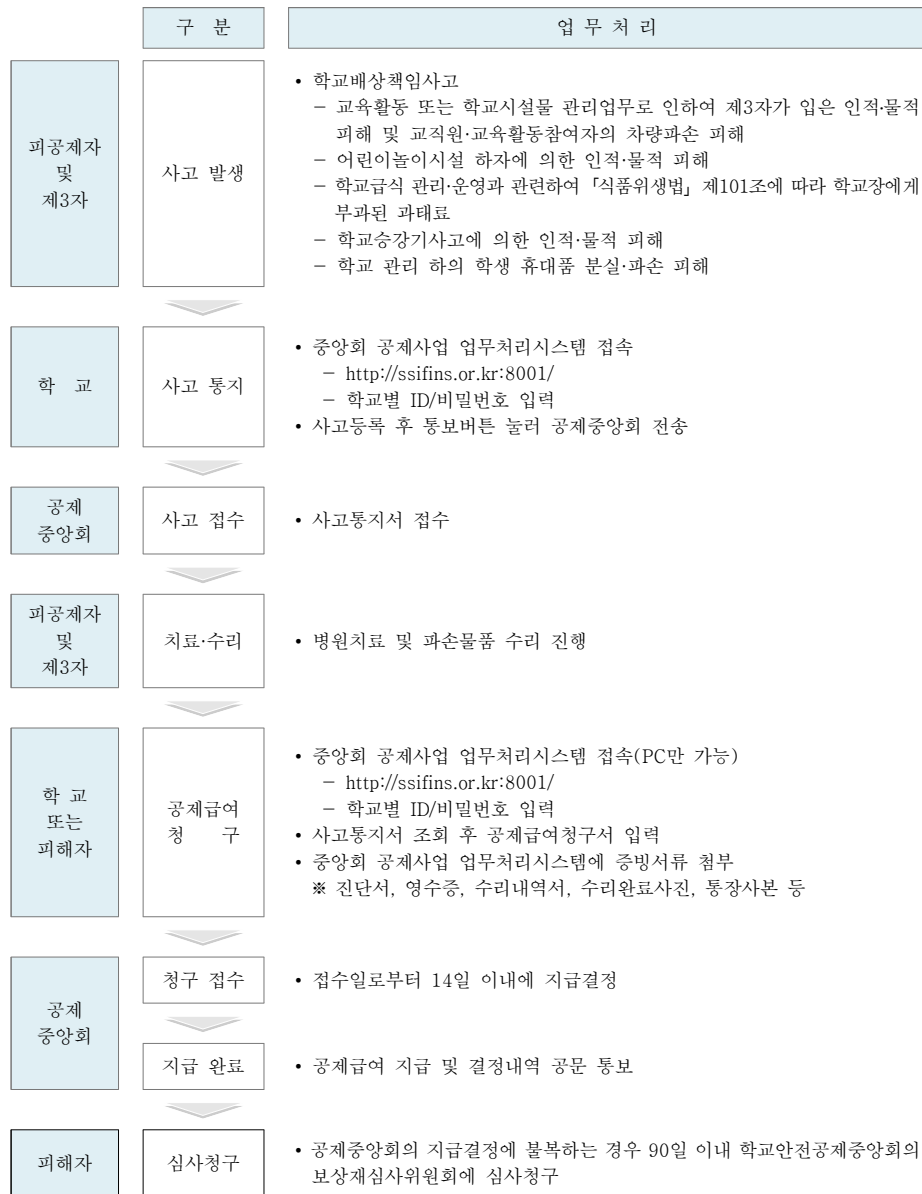 구 분
업 무 처 리
피공제자
및
제3자
사고 발생
• 학교배상책임사고
− 교육활동 또는 학교시설물 관리업무로 인하여 제3자가 입은 인적·물적
피해 및 교직원·교육활동참여자의 차량파손 피해
− 어린이놀이시설 하자에 의한 인적·물적 피해
− 학교급식 관리·운영과 관련하여「식품위생법」제101조에 따라 학교장에게
부과된 과태료
− 학교승강기사고에 의한 인적·물적 피해
− 학교 관리 하의 학생 휴대품 분실·파손 피해
학 교
사고 통지
• 중앙회 공제사업 업무처리시스템 접속
− http://ssifins.or.kr:8001/
− 학교별 ID/비밀번호 입력
• 사고등록 후 통보버튼 눌러 공제중앙회 전송
공제
중앙회
사고 접수
• 사고통지서 접수
피공제자
및
제3자
치료·수리
• 병원치료 및 파손물품 수리 진행
학 교
또는
피해자
공제급여
청 구
• 중앙회 공제사업 업무처리시스템 접속(PC만 가능)
− http://ssifins.or.kr:8001/
− 학교별 ID/비밀번호 입력
• 사고통지서 조회 후 공제급여청구서 입력
• 중앙회 공제사업 업무처리시스템에 증빙서류 첨부
※ 진단서, 영수증, 수리내역서, 수리완료사진, 통장사본 등
공제
중앙회
청구 접수
• 접수일로부터 14일 이내에 지급결정
지급 완료
• 공제급여 지급 및 결정내역 공문 통보
피해자
심사청구
• 공제중앙회의 지급결정에 불복하는 경우 90일 이내 학교안전공제중앙회의
보상재심사위원회에 심사청구